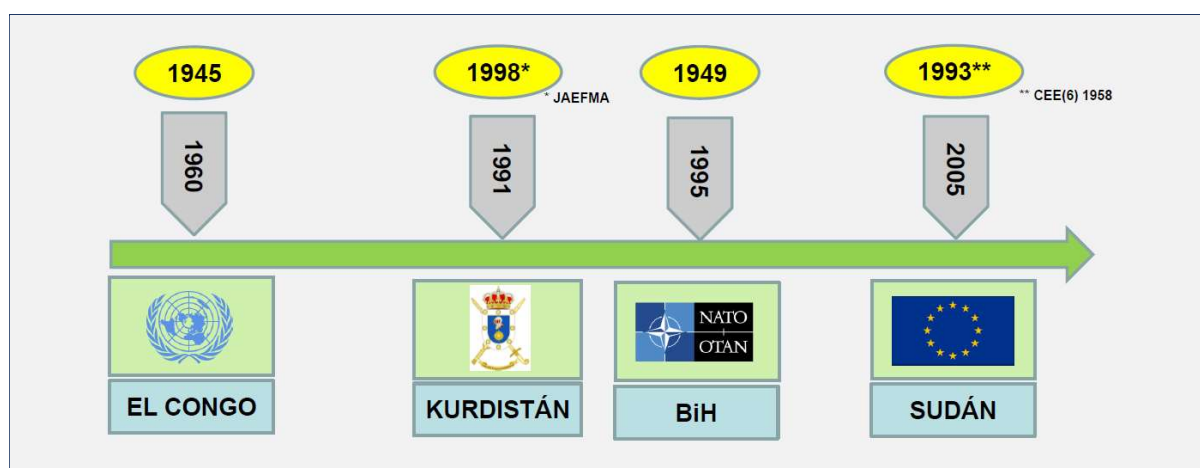 1945
1998*
* JAEFMA
1949
1993**
** CEE(6) 1958
1960
1991
1995
2005
NATO
OTAN
EL CONGO
KURDISTÁN
BiH
SUDÁN